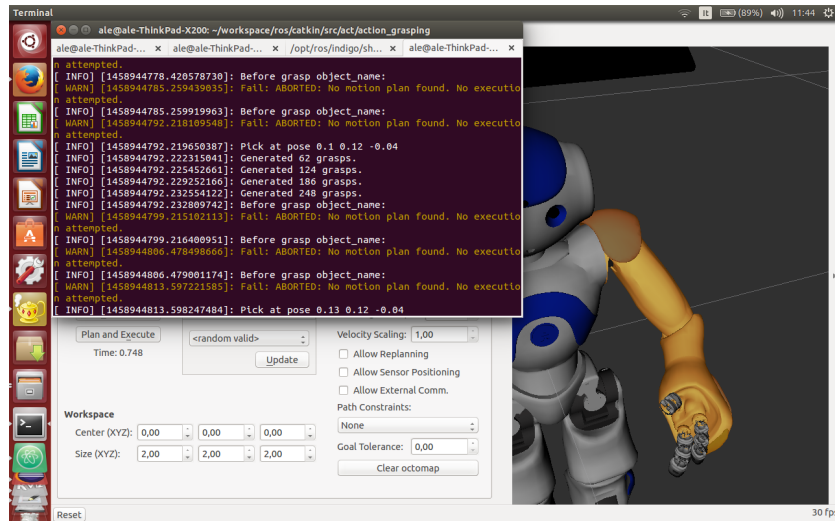 Terminal
It
(89%)
11:44
ale@ale-ThinkPad-X200: ~/workspace/ros/catkin/src/act/action_grasping
ale@ale-ThinkPad-... × ale@ale-ThinkPad-... × /opt/ros/indigo/sh... × ale@ale-ThinkPad-... ×
n attempted.
[ INFO] [1458944778.420578730]: Before grasp object_name:
[ WARN] [1458944785.259439035]: Fail: ABORTED: No motion plan found. No executio
n attempted.
[ INFO] [1458944785.259919963]: Before grasp object_name:
[ WARN] [1458944792.218109548]: Fail: ABORTED: No motion plan found. No executio
n attempted.
[ INFO] [1458944792.219650387]: Pick at pose 0.1 0.12 -0.04
[ INFO] [1458944792.222315041]: Generated 62 grasps.
[ INFO] [1458944792.225452661]: Generated 124 grasps.
[ INFO] [1458944792.229252166]: Generated 186 grasps.
[ INFO] [1458944792.232554122]: Generated 248 grasps.
[ INFO] [1458944792.232809742]: Before grasp object_name:
[ WARN] [1458944799.215102113]: Fail: ABORTED: No motion plan found. No executio
n attempted.
[ INFO] [1458944799.216400951]: Before grasp object_name:
[ WARN] [1458944806.478498666]: Fail: ABORTED: No motion plan found. No executio
n attempted.
[ INFO] [1458944806.479001174]: Before grasp object_name:
[ WARN] [1458944813.597221585]: Fail: ABORTED: No motion plan found. No executio
n attempted.
[ INFO] [1458944813.598247484]: Pick at pose 0.13 0.12 -0.04
Plan and Execute
Time: 0.748
<random valid>
Update
Velocity Scaling: 1,00
Allow Replanning
Allow Sensor Positioning
Allow External Comm.
Path Constraints:
None
Goal Tolerance: 0,00
Clear octomap
Workspace
Center (XYZ): 0,00 0,00 0,00
Size (XYZ): 2,00 2,00 2,00
Reset
30 fp